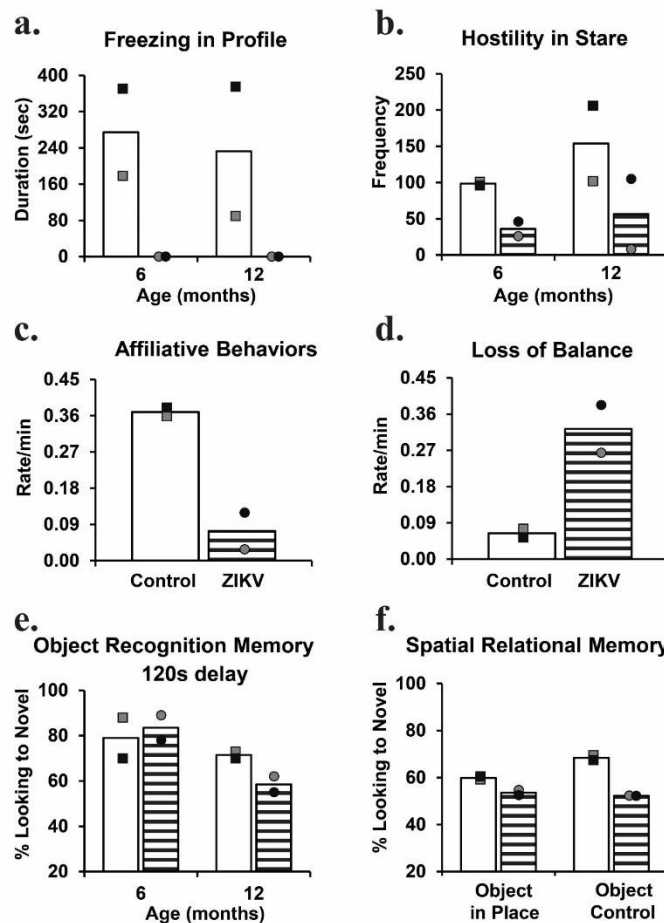 a.
Freezing in Profile
Duration (sec)
400
320
240
160
80
0
6
12
Age (months)
b.
Hostility in Stare
Frequency
250
200
150
100
50
0
6
12
Age (months)
c.
Affiliative Behaviors
Rate/min
0.45
0.36
0.27
0.18
0.09
0.00
Control
ZIKV
d.
Loss of Balance
Rate/min
0.45
0.36
0.27
0.18
0.09
0.00
Control
ZIKV
e.
Object Recognition Memory
120s delay
% Looking to Novel
100
80
60
40
20
6
12
Age (months)
f.
Spatial Relational Memory
% Looking to Novel
100
80
60
40
20
Object
in Place
Object
Control